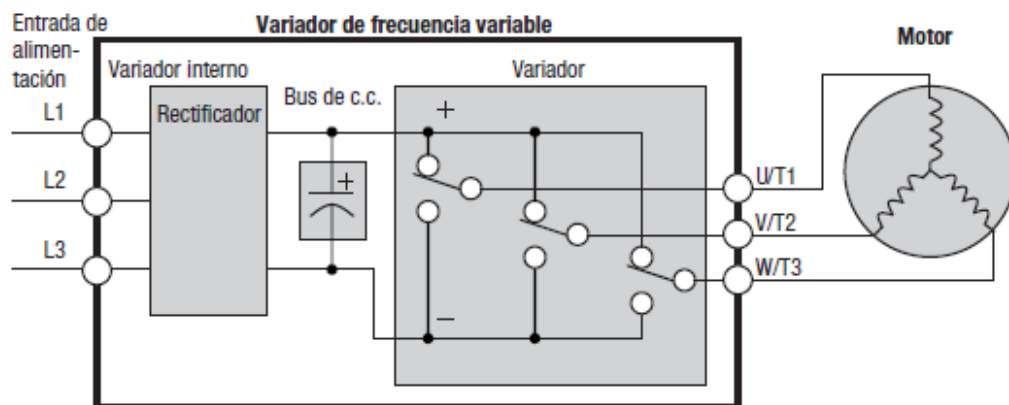 Entrada de
alimen-
tación
Variador de frecuencia variable
Motor
Variador interno
Variador
Bus de c.c.
Rectificador
L1
L2
L3
+
+
−
U/T1
V/T2
W/T3